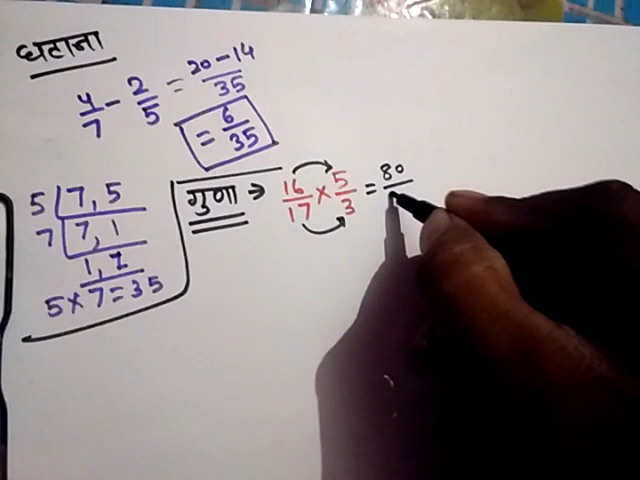 घटाना
4/7 - 2/5 = 20-14/35
= 6/35
5 | 7, 5
7 | 7, 1
1, 1
5 × 7 = 35
गुणा → 16/17 × 5/3 = 80/